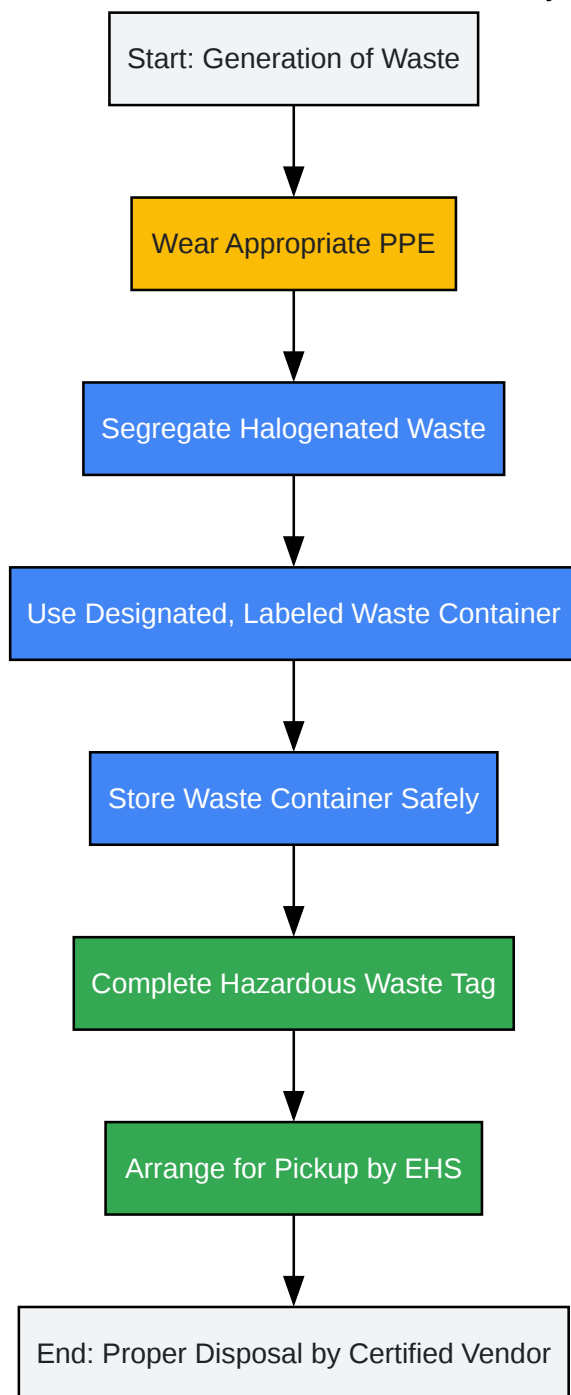 Start: Generation of Waste
Wear Appropriate PPE
Segregate Halogenated Waste
Use Designated, Labeled Waste Container
Store Waste Container Safely
Complete Hazardous Waste Tag
Arrange for Pickup by EHS
End: Proper Disposal by Certified Vendor